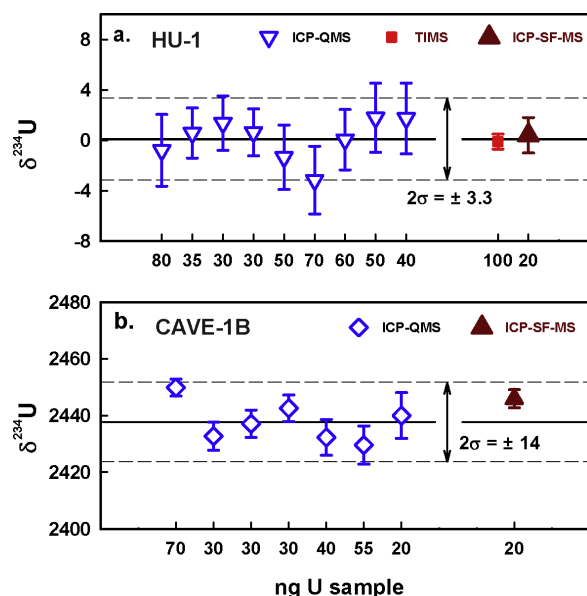 a. HU-1 ICP-QMS TIMS ICP-SF-MS
8
4
0
-4
-8
δ²³⁴U
2σ = ± 3.3
80 35 30 30 50 70 60 50 40 100 20
b. CAVE-1B ICP-QMS ICP-SF-MS
2480
2460
2440
2420
2400
δ²³⁴U
2σ = ± 14
70 30 30 30 40 55 20 20
ng U sample